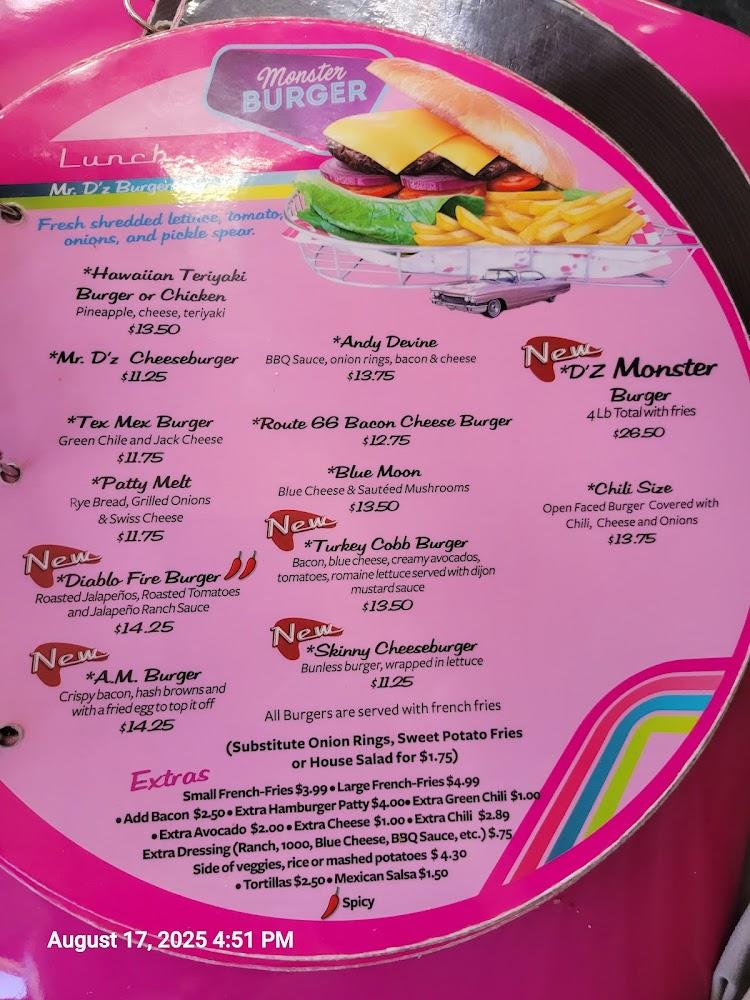 Monster
BURGER
Lunch
Mr. D'z Burger
Fresh shredded lettuce, tomato,
onions, and pickle spear.
*Hawaiian Teriyaki
Burger or Chicken
Pineapple, cheese, teriyaki
$13.50
*Mr. D'z Cheeseburger
$11.25
*Tex Mex Burger
Green Chile and Jack Cheese
$11.75
*Patty Melt
Rye Bread, Grilled Onions
& Swiss Cheese
$11.75
New
*Diablo Fire Burger
Roasted Jalapeños, Roasted Tomatoes
and Jalapeño Ranch Sauce
$14.25
New
*A.M. Burger
Crispy bacon, hash browns and
with a fried egg to top it off
$14.25
*Andy Devine
BBQ Sauce, onion rings, bacon & cheese
$13.75
*Route 66 Bacon Cheese Burger
$12.75
*Blue Moon
Blue Cheese & Sautéed Mushrooms
$13.50
New
*Turkey Cobb Burger
Bacon, blue cheese, creamy avocados,
tomatoes, romaine lettuce served with dijon
mustard sauce
$13.50
New
*Skinny Cheeseburger
Bunless burger, wrapped in lettuce
$11.25
New
*D'Z Monster
Burger
4 Lb Total with fries
$26.50
*Chili Size
Open Faced Burger Covered with
Chili, Cheese and Onions
$13.75
All Burgers are served with french fries
(Substitute Onion Rings, Sweet Potato Fries
or House Salad for $1.75)
Extras
Small French-Fries $3.99 • Large French-Fries $4.99
• Add Bacon $2.50 • Extra Hamburger Patty $4.00 • Extra Green Chili $1.00
• Extra Avocado $2.00 • Extra Cheese $1.00 • Extra Chili $2.89
Extra Dressing (Ranch, 1000, Blue Cheese, BBQ Sauce, etc.) $.75
Side of veggies, rice or mashed potatoes $4.30
• Tortillas $2.50 • Mexican Salsa $1.50
Spicy
August 17, 2025 4:51 PM